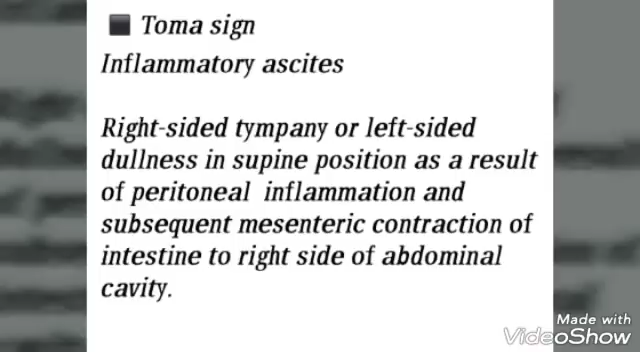 Toma sign
Inflammatory ascites
Right-sided tympany or left-sided
dullness in supine position as a result
of peritoneal inflammation and
subsequent mesenteric contraction of
intestine to right side of abdominal
cavity.
Made with
VideoShow